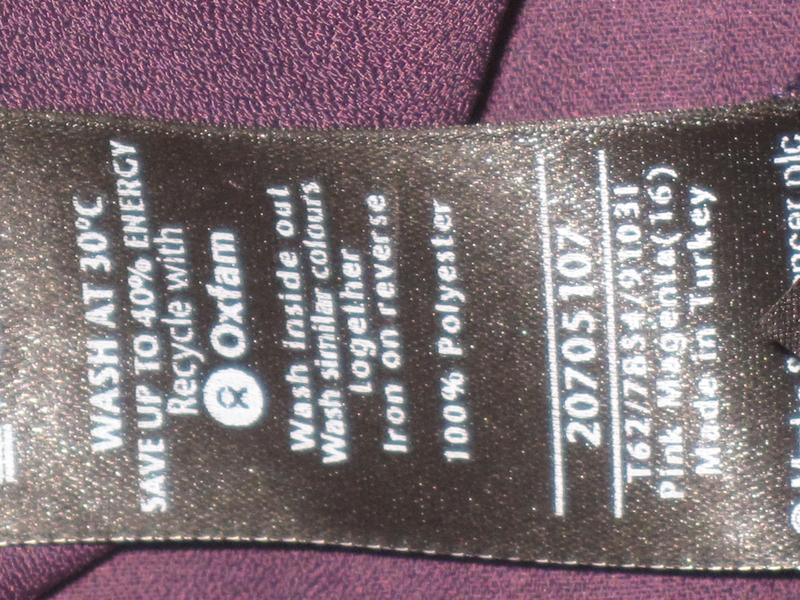 WASH AT 30°C
SAVE UP TO 40% ENERGY
Recycle with
Oxfam
Wash inside out
Wash similar colours
together
Iron on reverse
100% Polyester
20705107
T62/7854/91031
Pink Magenta(16)
Made in Turkey